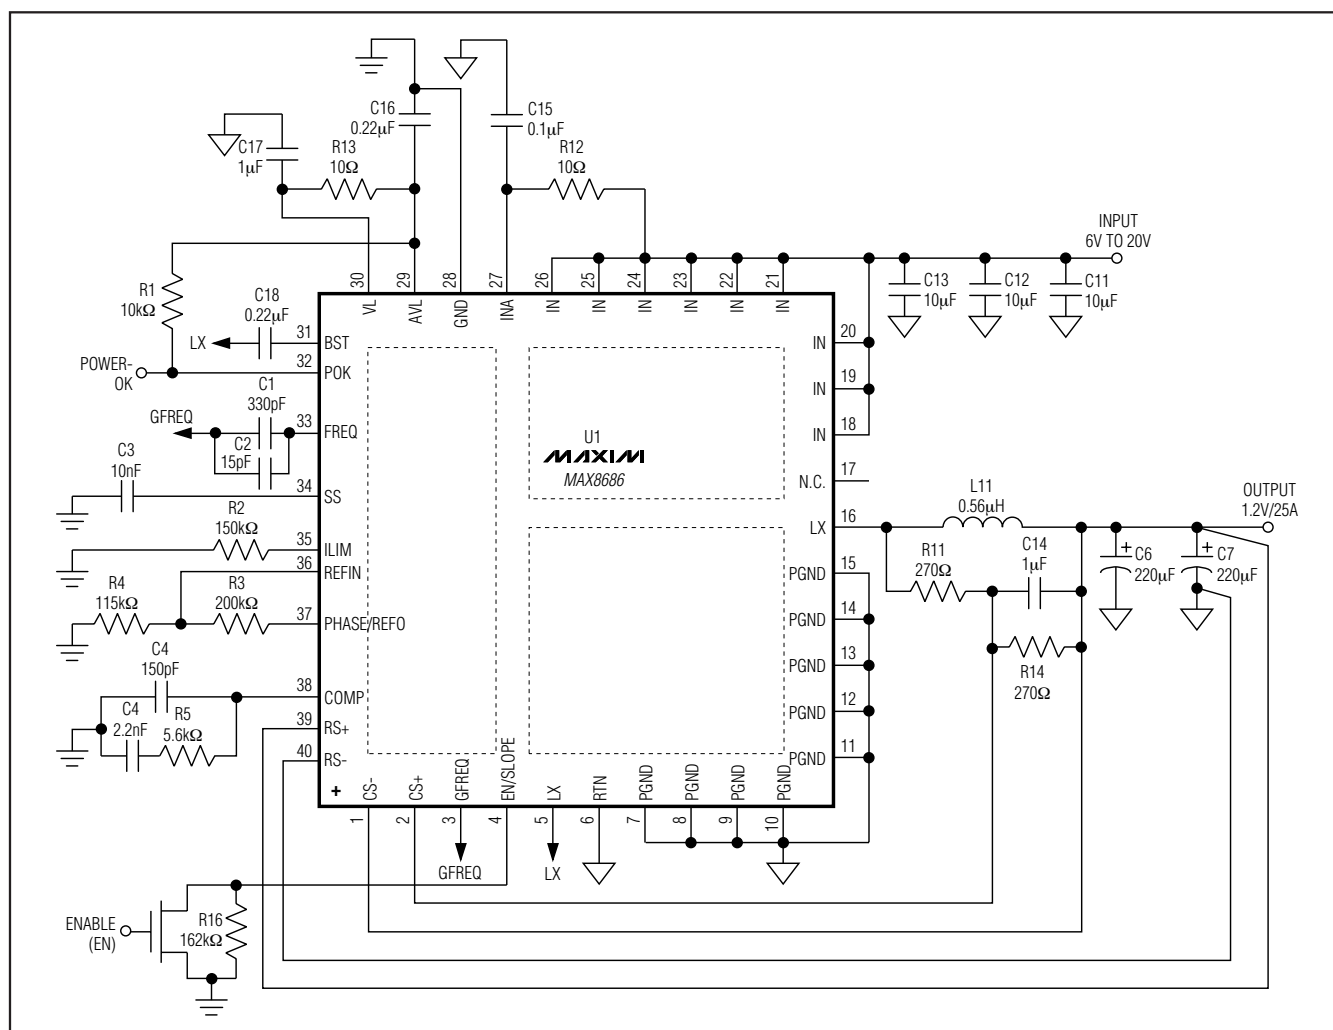 C16
0.22µF
C15
0.1µF
C17
1µF
R13
10Ω
R12
10Ω
INPUT
6V TO 20V
R1
10kΩ
C18
0.22µF
30
29
28
27
26
25
24
23
22
21
VL
AVL
GND
INA
IN
IN
IN
IN
IN
IN
C13
10µF
C12
10µF
C11
10µF
LX
31
BST
POWER-
OK
32
POK
C1
330pF
GFREQ
33
FREQ
C2
15pF
C3
10nF
34
SS
R2
150kΩ
35
ILIM
36
REFIN
R4
115kΩ
R3
200kΩ
37
PHASE/REFO
C4
150pF
38
COMP
C4
2.2nF
R5
5.6kΩ
39
RS+
40
RS-
U1
MAXIM
MAX8686
IN
20
IN
19
IN
18
N.C.
17
LX
16
PGND
15
PGND
14
PGND
13
PGND
12
PGND
11
L11
0.56µH
OUTPUT
1.2V/25A
R11
270Ω
C14
1µF
+
C6
220µF
+
C7
220µF
R14
270Ω
+
CS-
CS+
GFREQ
EN/SLOPE
LX
RTN
PGND
PGND
PGND
PGND
1
2
3
4
5
6
7
8
9
10
GFREQ
LX
ENABLE
(EN)
R16
162kΩ